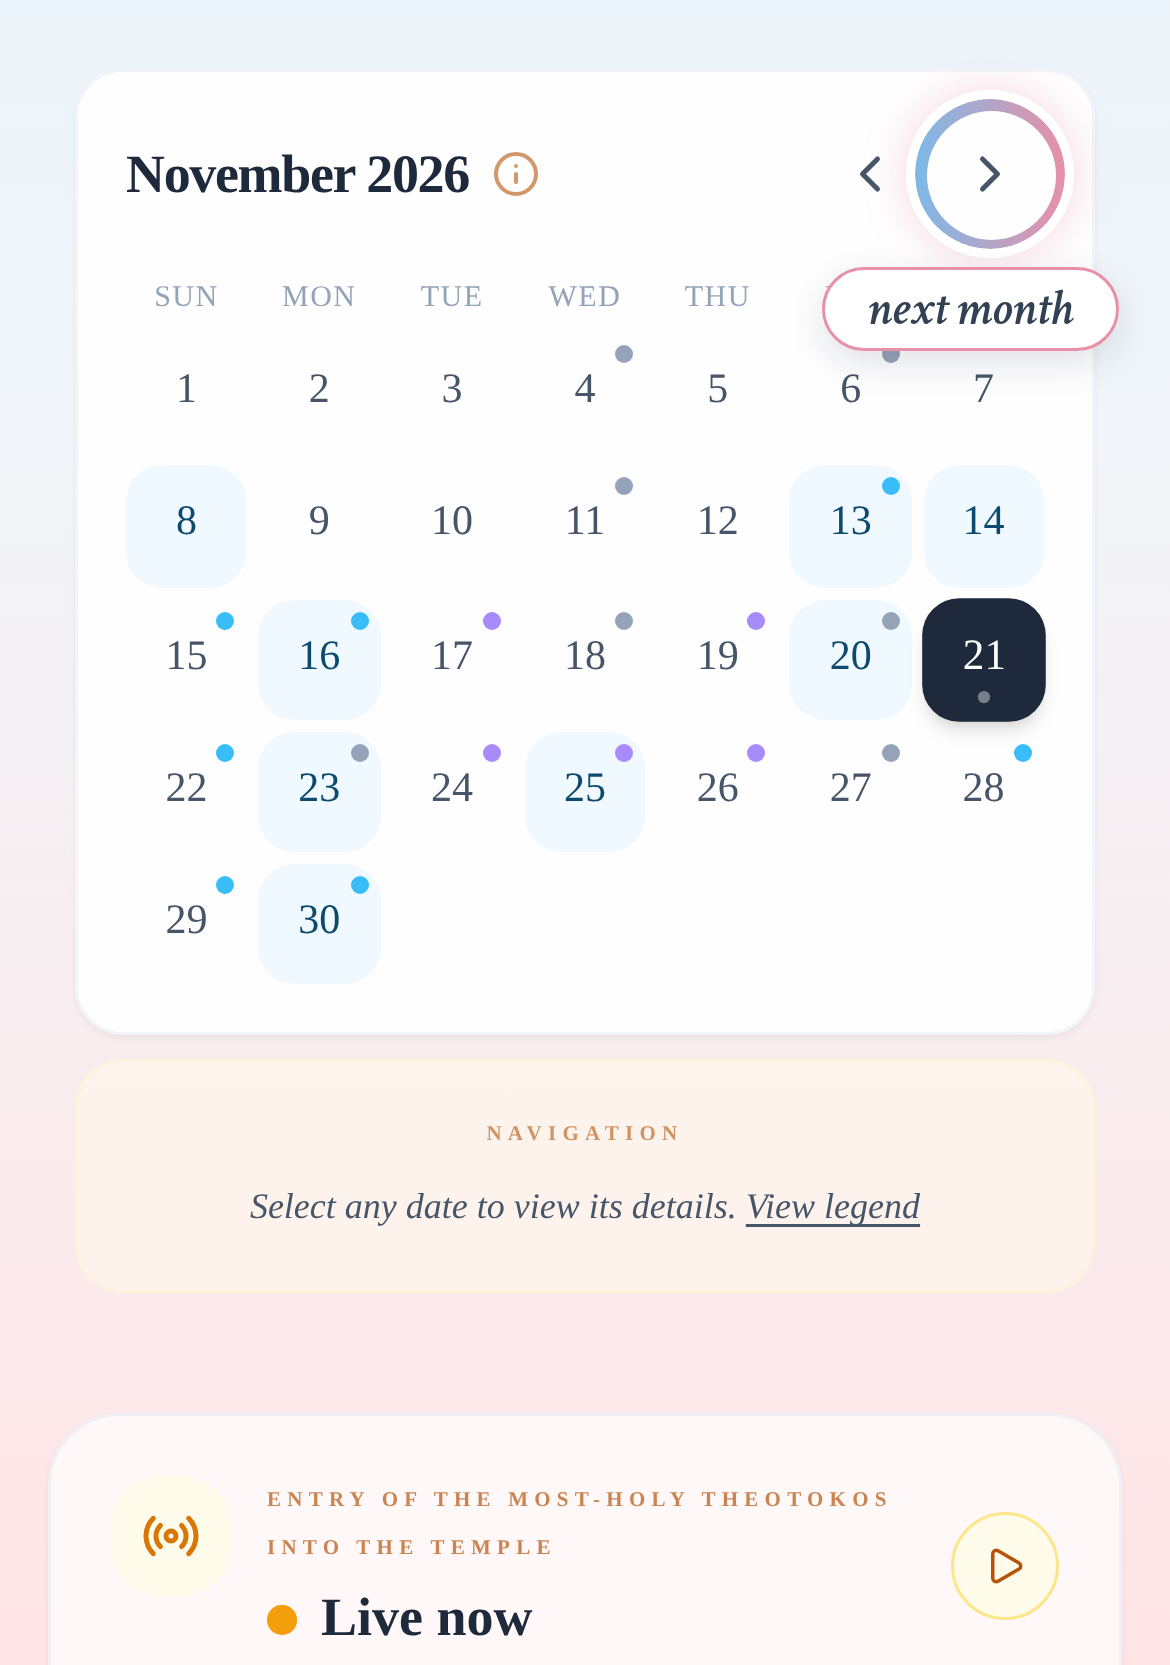 November 2026
SUN MON TUE WED THU
next month
1 2 3 4 5 6 7
8 9 10 11 12 13 14
15 16 17 18 19 20 21
22 23 24 25 26 27 28
29 30
NAVIGATION
Select any date to view its details. View legend
ENTRY OF THE MOST-HOLY THEOTOKOS
INTO THE TEMPLE
Live now